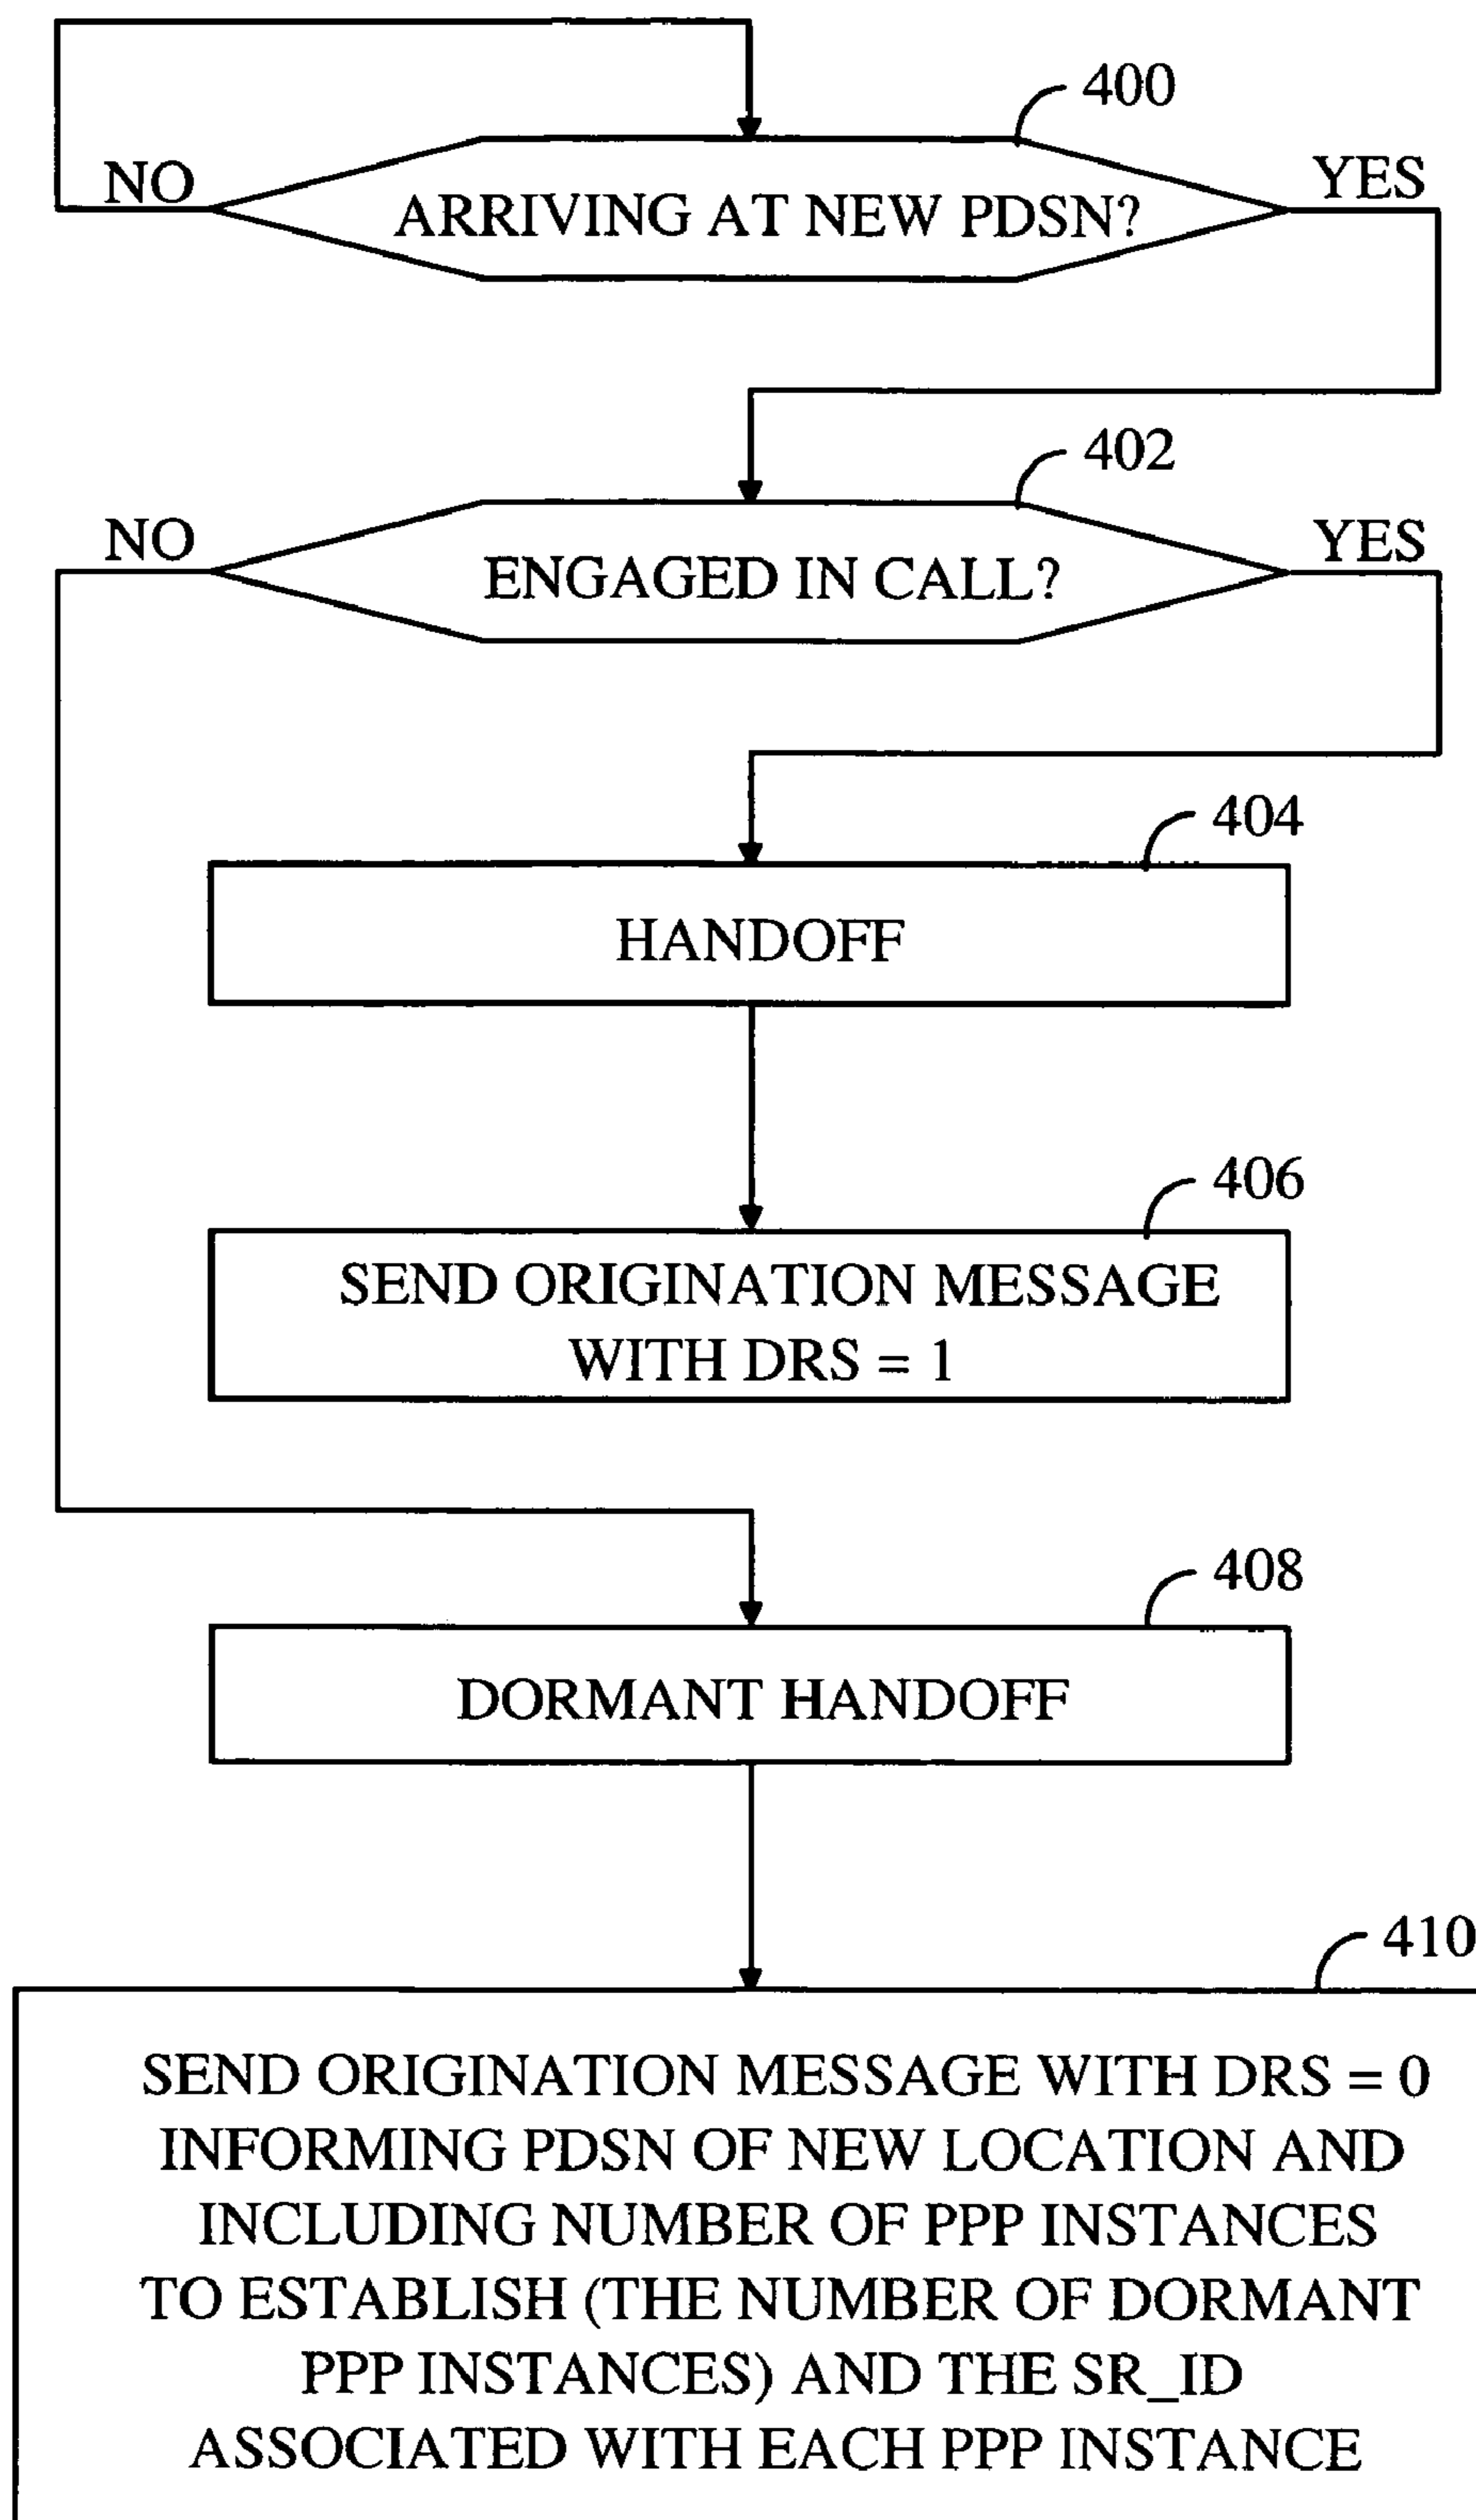 400
NO
YES
ARRIVING AT NEW PDSN?
402
NO
YES
ENGAGED IN CALL?
404
HANDOFF
406
SEND ORIGINATION MESSAGE
WITH DRS = 1
408
DORMANT HANDOFF
410
SEND ORIGINATION MESSAGE WITH DRS = 0
INFORMING PDSN OF NEW LOCATION AND
INCLUDING NUMBER OF PPP INSTANCES
TO ESTABLISH (THE NUMBER OF DORMANT
PPP INSTANCES) AND THE SR_ID
ASSOCIATED WITH EACH PPP INSTANCE